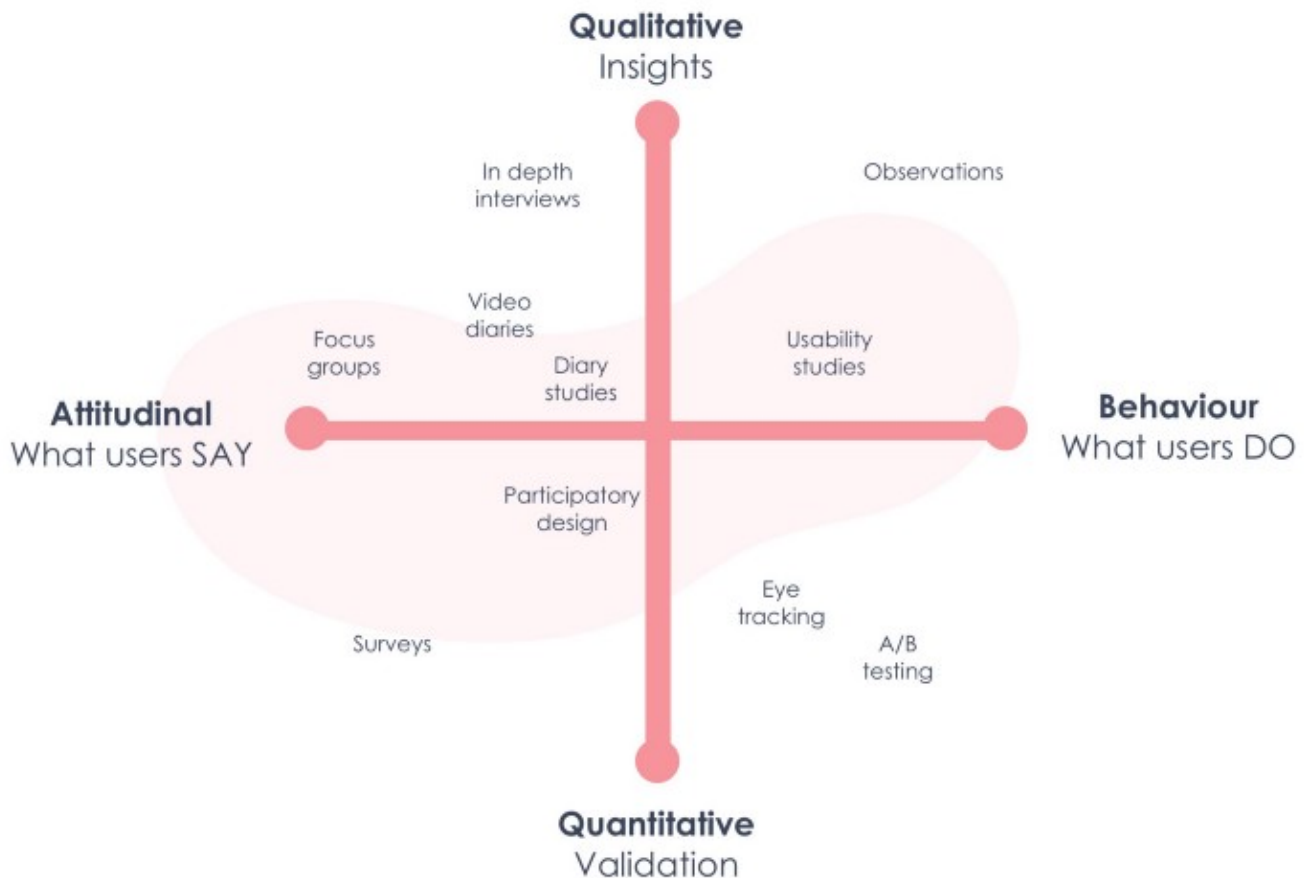 Qualitative
Insights
In depth
interviews
Observations
Video
diaries
Focus
groups
Diary
studies
Usability
studies
Attitudinal
What users SAY
Behaviour
What users DO
Participatory
design
Eye
tracking
Surveys
A/B
testing
Quantitative
Validation